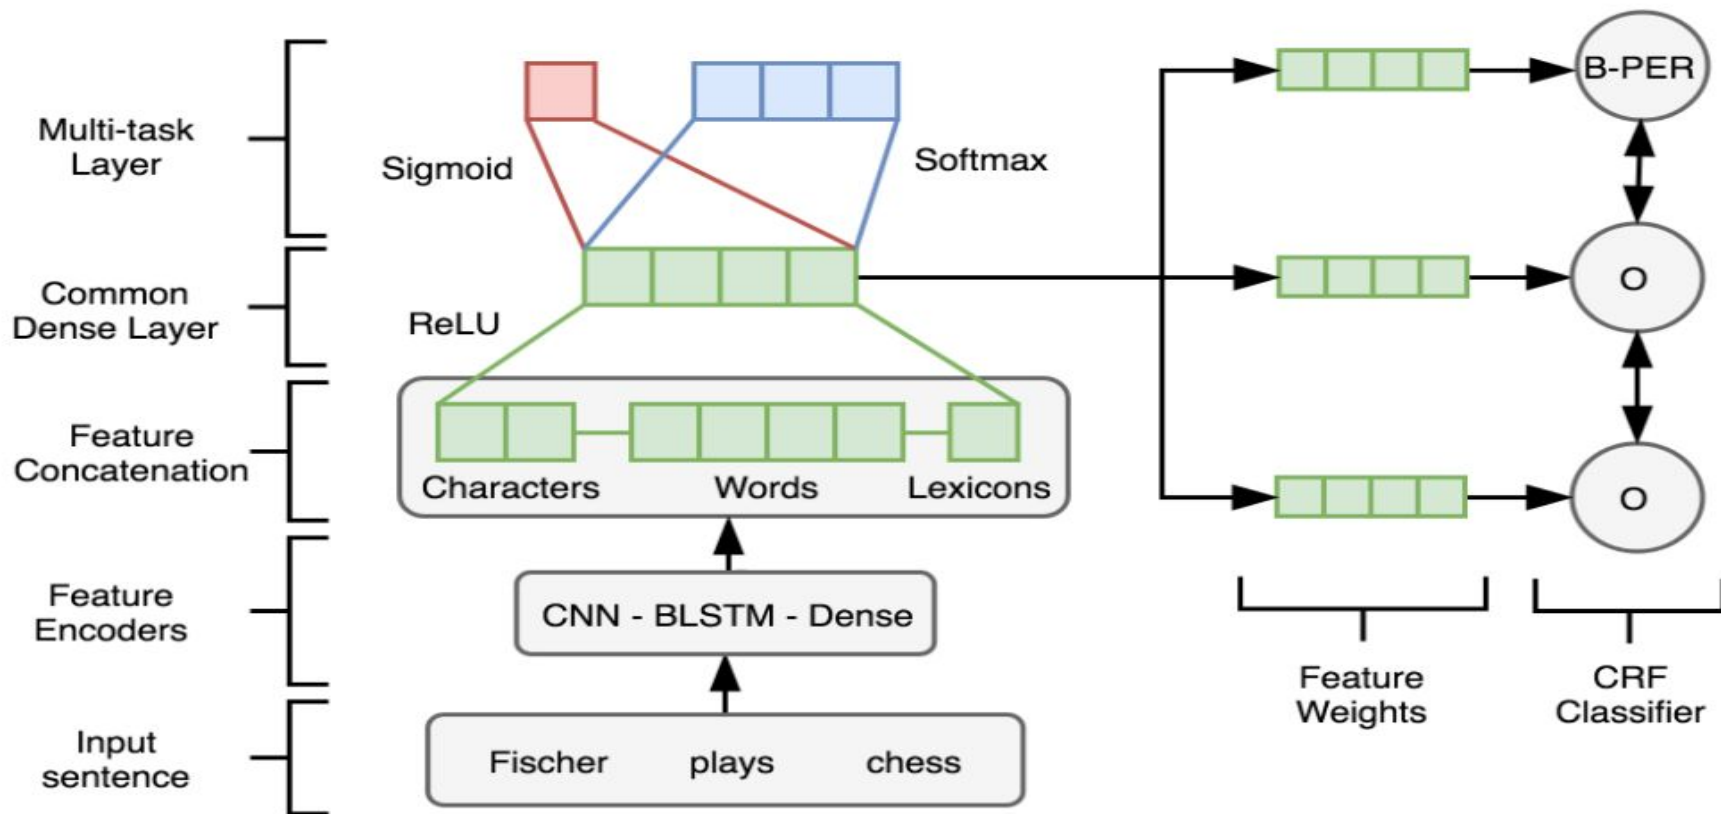 Multi-task
Layer
Common
Dense Layer
Feature
Concatenation
Feature
Encoders
Input
sentence
Sigmoid
Softmax
ReLU
Characters Words Lexicons
CNN - BLSTM - Dense
Fischer plays chess
B-PER
O
O
Feature
Weights
CRF
Classifier